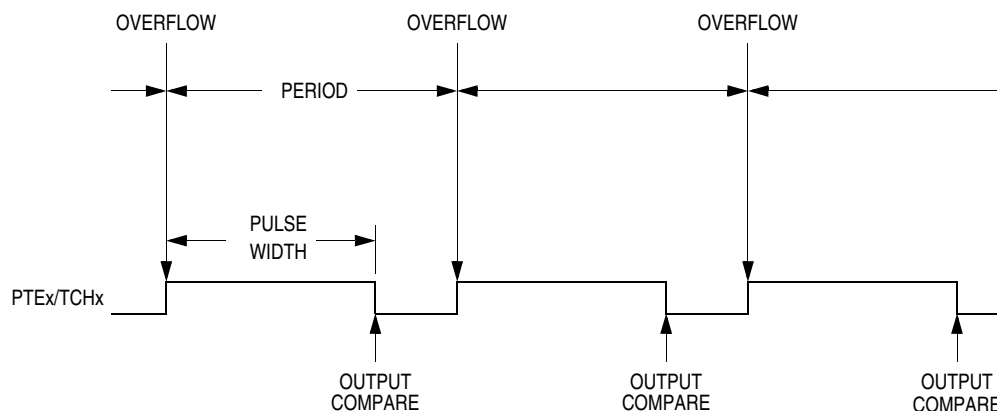 OVERFLOW OVERFLOW OVERFLOW
PERIOD
PULSE
WIDTH
PTEx/TCHx
OUTPUT
COMPARE
OUTPUT
COMPARE
OUTPUT
COMPARE